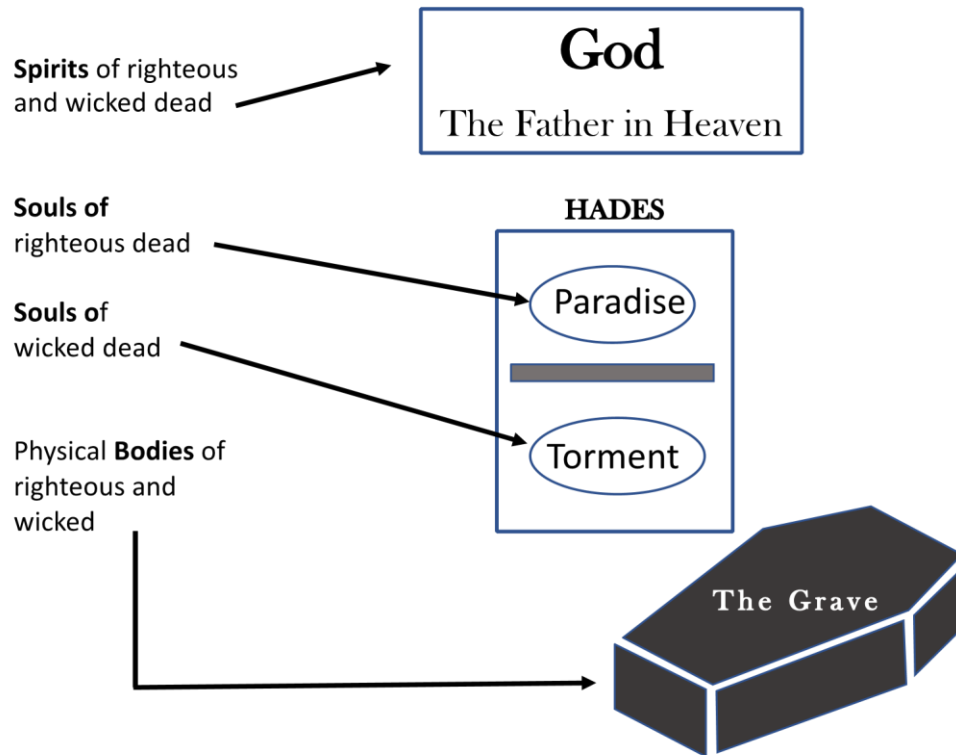 Spirits of righteous
and wicked dead
God
The Father in Heaven
Souls of
righteous dead
HADES
Paradise
Souls of
wicked dead
Torment
Physical Bodies of
righteous and
wicked
The Grave